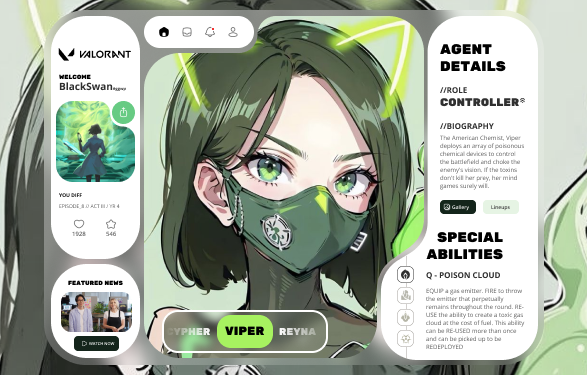 VALORANT
WELCOME
BlackSwan
YOU DIFF
EPISODE_8 // ACT III / YR 4
1928
546
FEATURED NEWS
WATCH NOW
CYPHER
VIPER
REYNA
AGENT
DETAILS
//ROLE
CONTROLLER®
//BIOGRAPHY
The American Chemist, Viper
deploys an array of poisonous
chemical devices to control
the battlefield and choke the
enemy's vision. If the toxins
don't kill her prey, her mind
games surely will.
Gallery
Lineups
SPECIAL
ABILITIES
Q - POISON CLOUD
EQUIP a gas emitter. FIRE to throw
the emitter that perpetually
remains throughout the round. RE-
USE the ability to create a toxic gas
cloud at the cost of fuel. This ability
can be RE-USED more than once
and can be picked up to be
REDEPLOYED